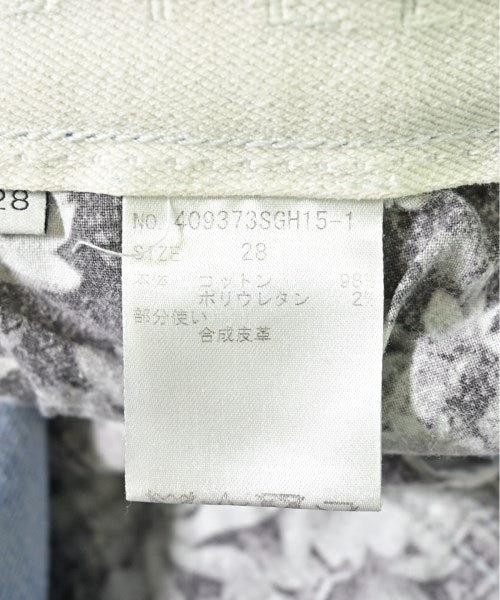 28
No. 409373SGH15-1
SIZE 28
本体 コットン 98%
ポリウレタン 2%
部分使い
合成皮革